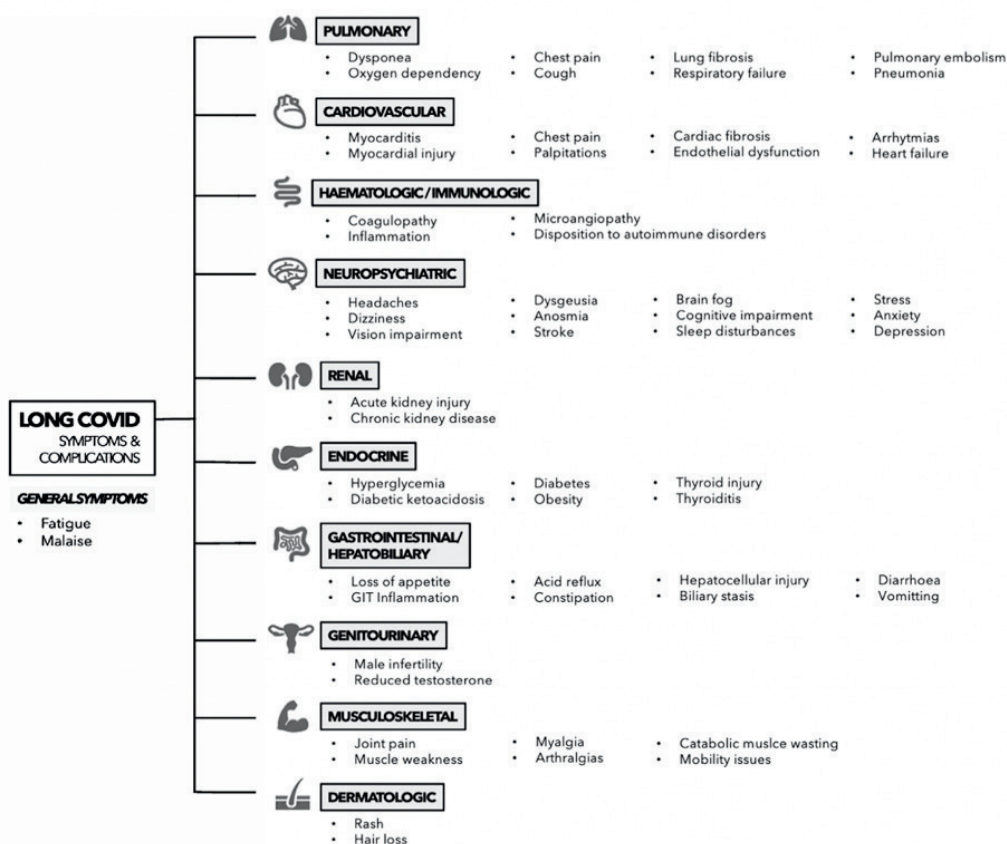 PULMONARY
• Dysponea • Chest pain • Lung fibrosis • Pulmonary embolism
• Oxygen dependency • Cough • Respiratory failure • Pneumonia
CARDIOVASCULAR
• Myocarditis • Chest pain • Cardiac fibrosis • Arrhytmias
• Myocardial injury • Palpitations • Endothelial dysfunction • Heart failure
HAEMATOLOGIC/IMMUNOLOGIC
• Coagulopathy • Microangiopathy
• Inflammation • Disposition to autoimmune disorders
NEUROPSYCHIATRIC
• Headaches • Dysgeusia • Brain fog • Stress
• Dizziness • Anosmia • Cognitive impairment • Anxiety
• Vision impairment • Stroke • Sleep disturbances • Depression
RENAL
• Acute kidney injury
• Chronic kidney disease
LONG COVID
SYMPTOMS &
COMPLICATIONS
GENERAL SYMPTOMS
• Fatigue
• Malaise
ENDOCRINE
• Hyperglycemia • Diabetes • Thyroid injury
• Diabetic ketoacidosis • Obesity • Thyroiditis
GASTROINTESTINAL/
HEPATOBILIARY
• Loss of appetite • Acid reflux • Hepatocellular injury • Diarrhoea
• GIT Inflammation • Constipation • Biliary stasis • Vomitting
GENITOURINARY
• Male infertility
• Reduced testosterone
MUSCULOSKELETAL
• Joint pain • Myalgia • Catabolic muslce wasting
• Muscle weakness • Arthralgias • Mobility issues
DERMATOLOGIC
• Rash
• Hair loss